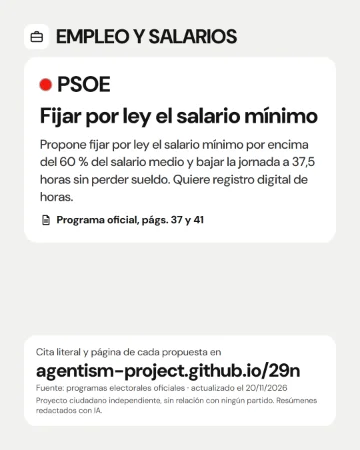 EMPLEO Y SALARIOS
PSOE
Fijar por ley el salario mínimo
Propone fijar por ley el salario mínimo por encima
del 60 % del salario medio y bajar la jornada a 37,5
horas sin perder sueldo. Quiere registro digital de
horas.
Programa oficial, págs. 37 y 41
Cita literal y página de cada propuesta en
agentism-project.github.io/29n
Fuente: programas electorales oficiales · actualizado el 20/11/2026
Proyecto ciudadano independiente, sin relación con ningún partido. Resúmenes
redactados con IA.